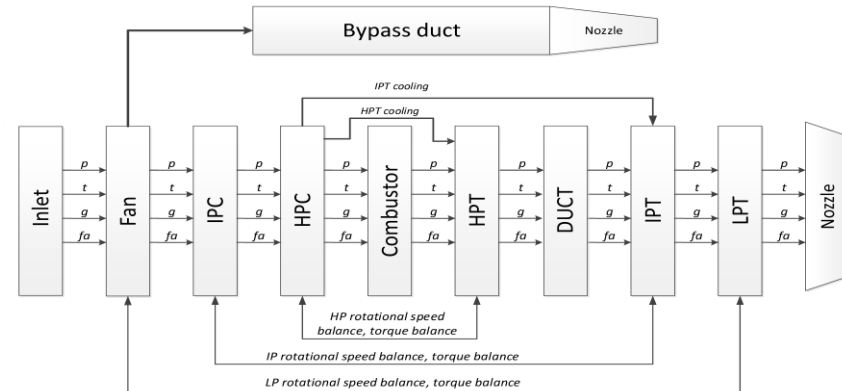 Bypass duct
Nozzle
IPT cooling
HPT cooling
Inlet
p
t
g
fa
Fan
p
t
g
fa
IPC
p
t
g
fa
HPC
p
t
g
fa
Combustor
p
t
g
fa
HPT
p
t
g
fa
DUCT
p
t
g
fa
IPT
p
t
g
fa
LPT
p
t
g
fa
Nozzle
HP rotational speed
balance, torque balance
IP rotational speed balance, torque balance
LP rotational speed balance, torque balance